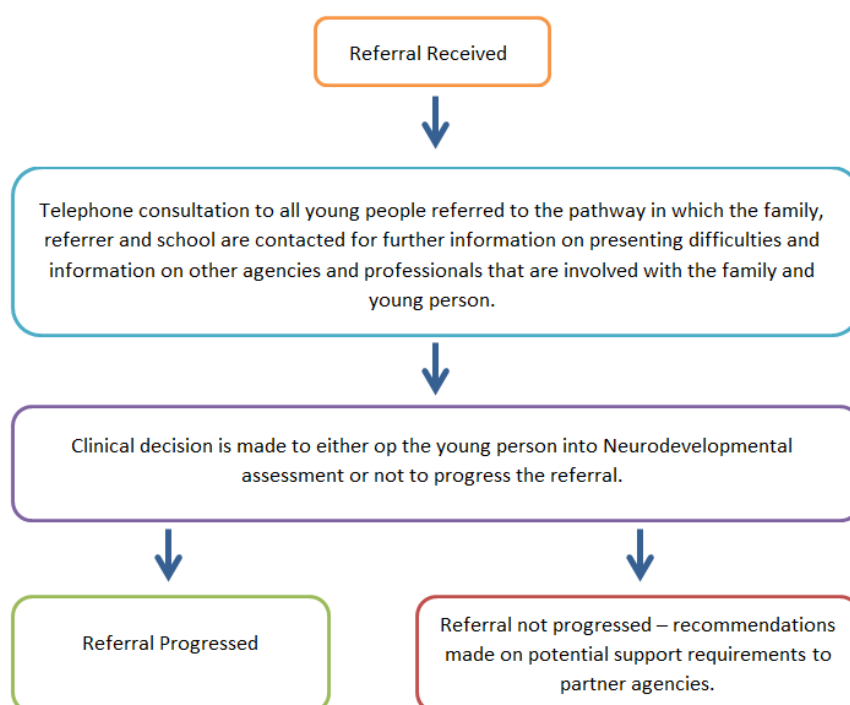 Referral Received
Telephone consultation to all young people referred to the pathway in which the family,
referrer and school are contacted for further information on presenting difficulties and
information on other agencies and professionals that are involved with the family and
young person.
Clinical decision is made to either op the young person into Neurodevelopmental
assessment or not to progress the referral.
Referral Progressed
Referral not progressed – recommendations
made on potential support requirements to
partner agencies.